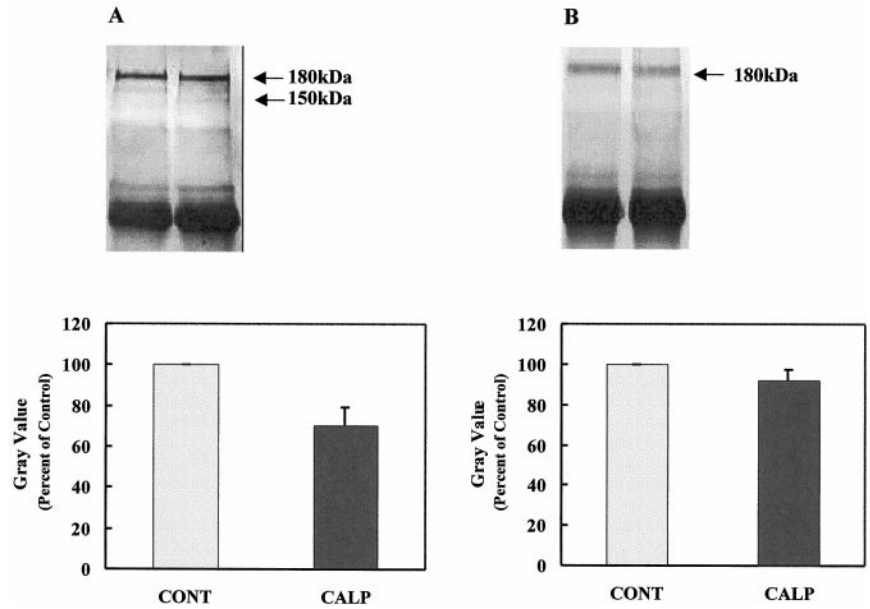 A
180kDa
150kDa
B
180kDa
120
100
80
60
40
20
0
Gray Value
(Percent of Control)
CONT CALP
120
100
80
60
40
20
0
Gray Value
(Percent of Control)
CONT CALP